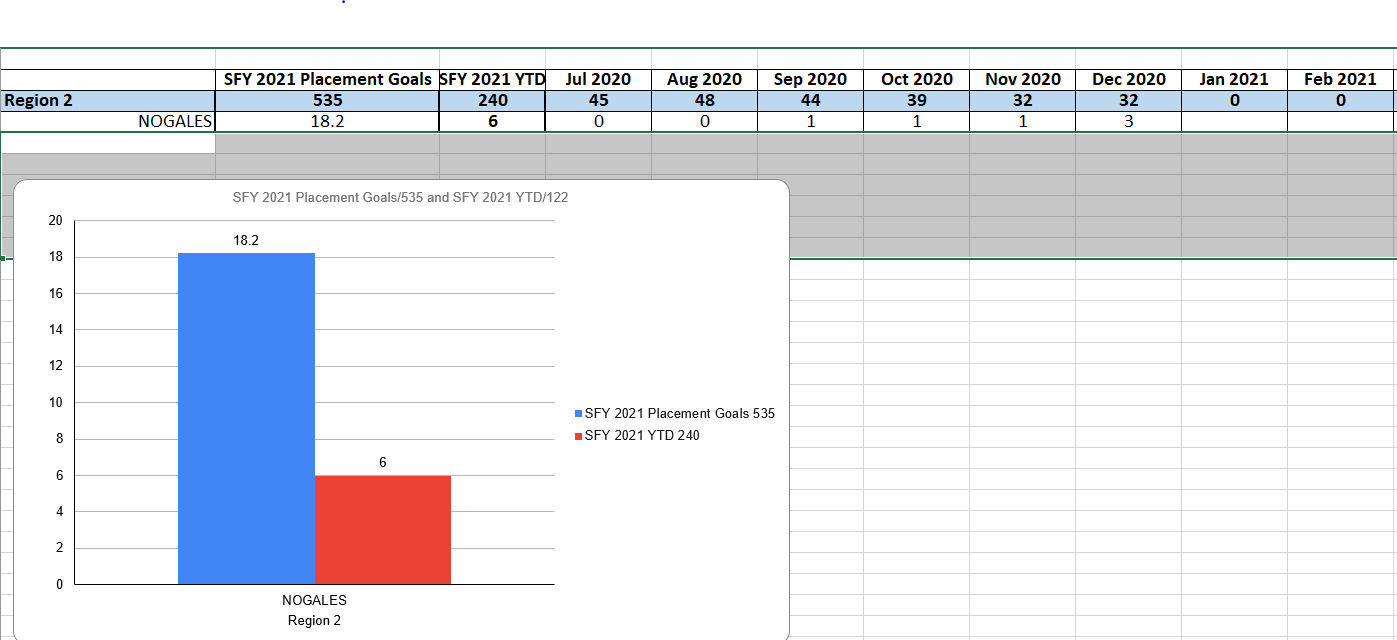 SFY 2021 Placement Goals SFY 2021 YTD Jul 2020 Aug 2020 Sep 2020 Oct 2020 Nov 2020 Dec 2020 Jan 2021 Feb 2021
Region 2 535 240 45 48 44 39 32 32 0 0
NOGALES 18.2 6 0 0 1 1 1 3
SFY 2021 Placement Goals/535 and SFY 2021 YTD/122
20
18
16
14
12
10
8
6
4
2
0
18.2
6
SFY 2021 Placement Goals 535
SFY 2021 YTD 240
NOGALES
Region 2